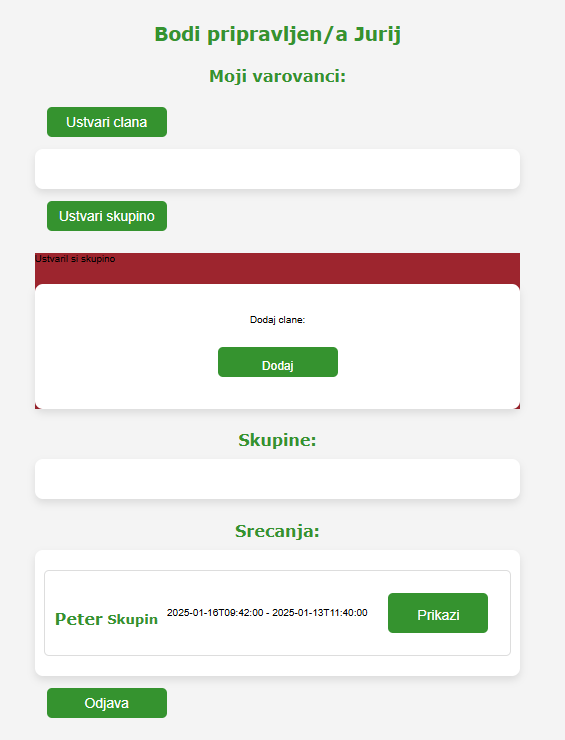 Bodi pripravljen/a Jurij
Moji varovanci:
Ustvari clana
Ustvari skupino
Ustvaril si skupino
Dodaj clane:
Dodaj
Skupine:
Srecanja:
Peter Skupin 2025-01-16T09:42:00 - 2025-01-13T11:40:00 Prikazi
Odjava